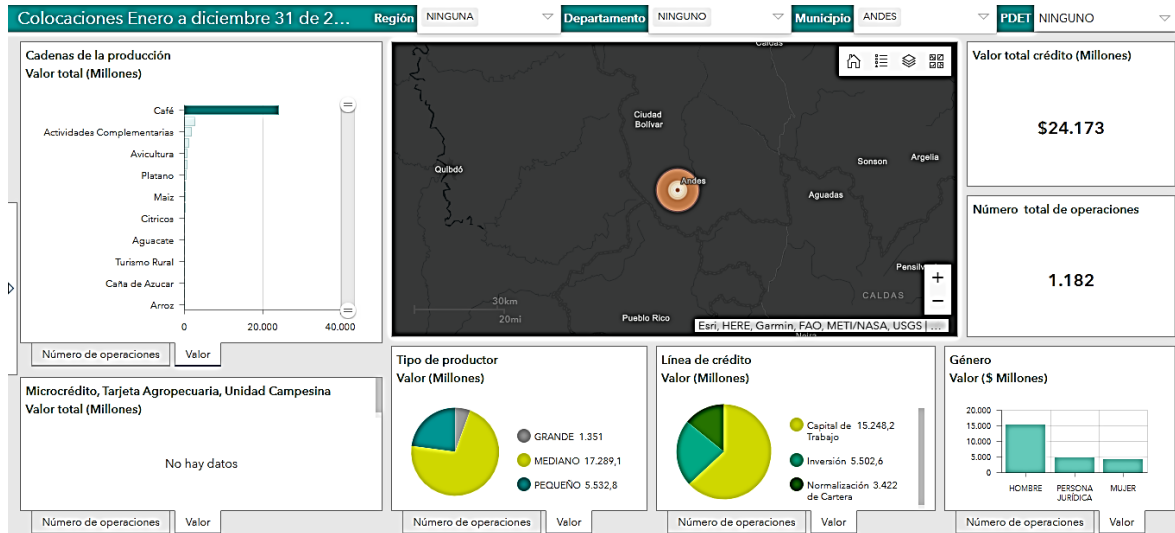 Colocaciones Enero a diciembre 31 de 2...
Región NINGUNA
Departamento NINGUNO
Municipio ANDES
PDET NINGUNO
Cadenas de la producción
Valor total (Millones)
Café
Actividades Complementarias
Avicultura
Platano
Maiz
Citricos
Aguacate
Turismo Rural
Caña de Azucar
Arroz
0 20.000 40.000
Número de operaciones Valor
Microcrédito, Tarjeta Agropecuaria, Unidad Campesina
Valor total (Millones)
No hay datos
Número de operaciones Valor
Caldas
Ciudad
Bolívar
Quibdó
Andes
Sonson
Argelia
Aguadas
Pensilv
CALDAS
Pueblo Rico
30km
20mi
+
−
Esri, HERE, Garmin, FAO, METI/NASA, USGS | ...
Neira
Valor total crédito (Millones)
$24.173
Número total de operaciones
1.182
Tipo de productor
Valor (Millones)
GRANDE 1.351
MEDIANO 17.289,1
PEQUEÑO 5.532,8
Número de operaciones Valor
Línea de crédito
Valor (Millones)
Capital de 15.248,2
Trabajo
Inversión 5.502,6
Normalización 3.422
de Cartera
Número de operaciones Valor
Género
Valor ($ Millones)
20.000
15.000
10.000
5.000
0
HOMBRE PERSONA MUJER
JURÍDICA
Número de operaciones Valor